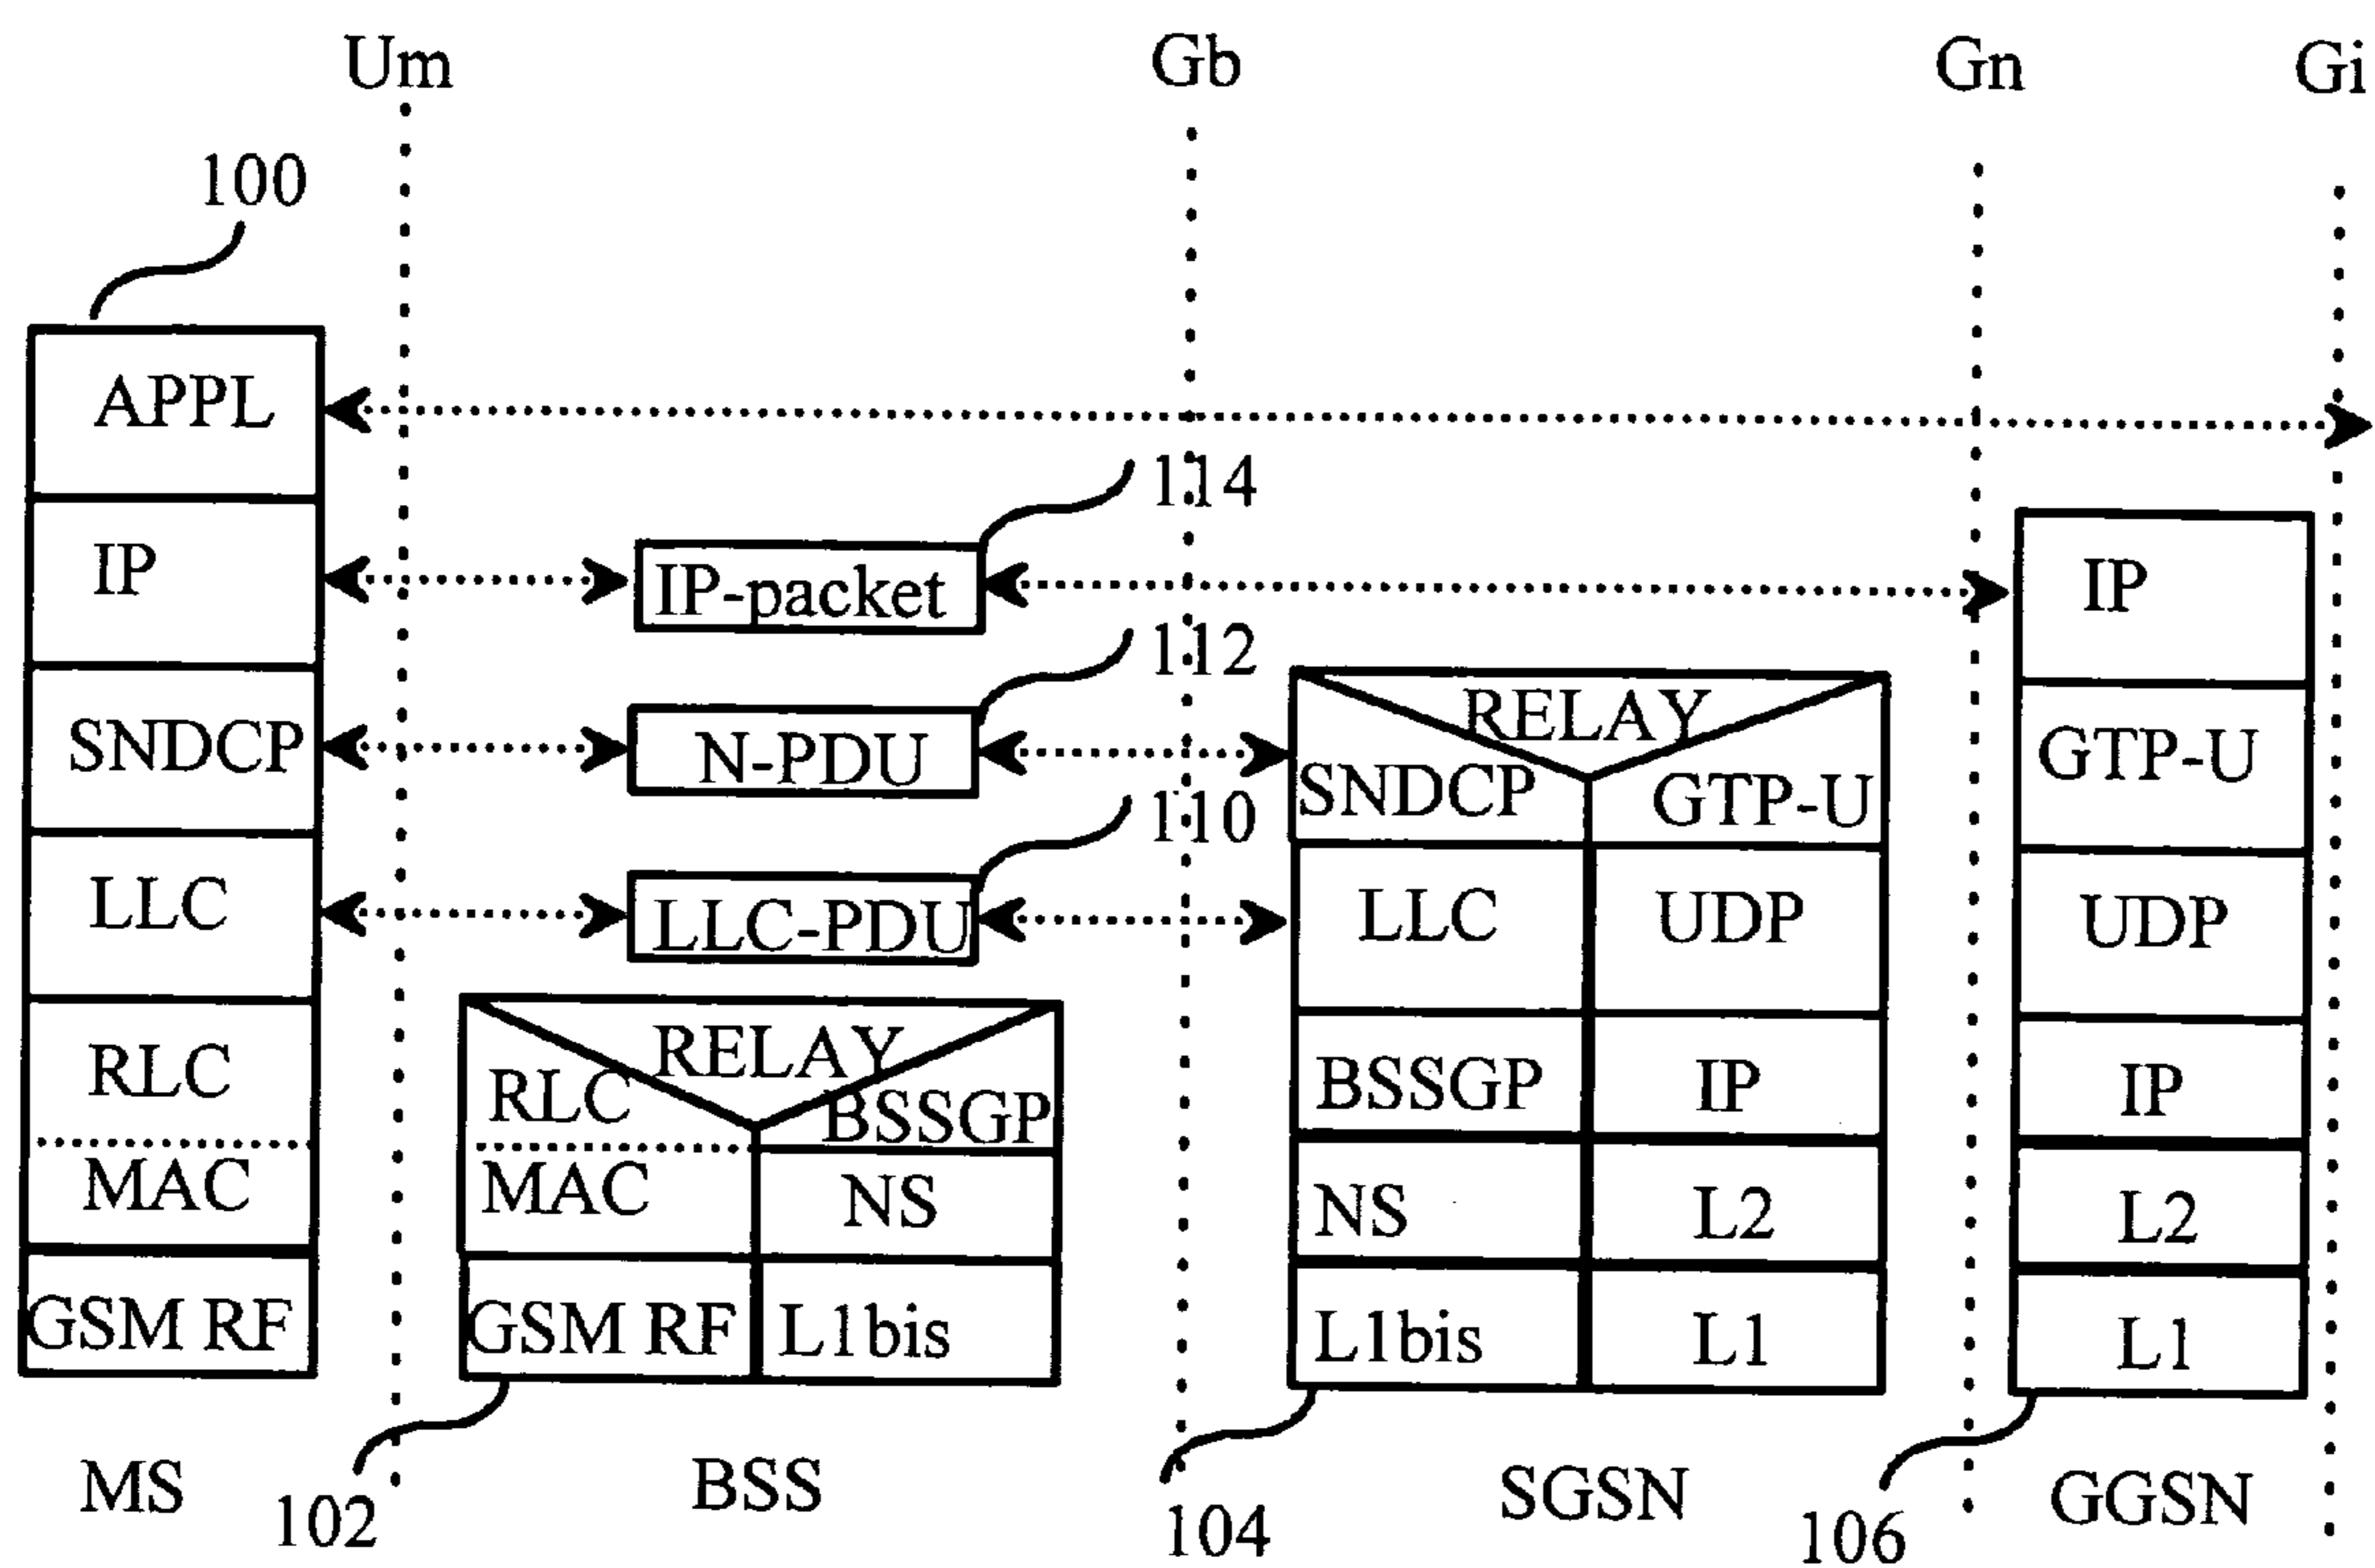 Um
Gb
Gn
Gi
100
APPL
114
IP
IP-packet
IP
112
RELAY
SNDCP
N-PDU
SNDCP
GTP-U
GTP-U
110
LLC
LLC-PDU
LLC
UDP
UDP
RELAY
RLC
RLC
BSSGP
BSSGP
IP
IP
MAC
MAC
NS
NS
L2
L2
GSM RF
GSM RF
L1bis
L1bis
L1
L1
MS
BSS
SGSN
GGSN
102
104
106